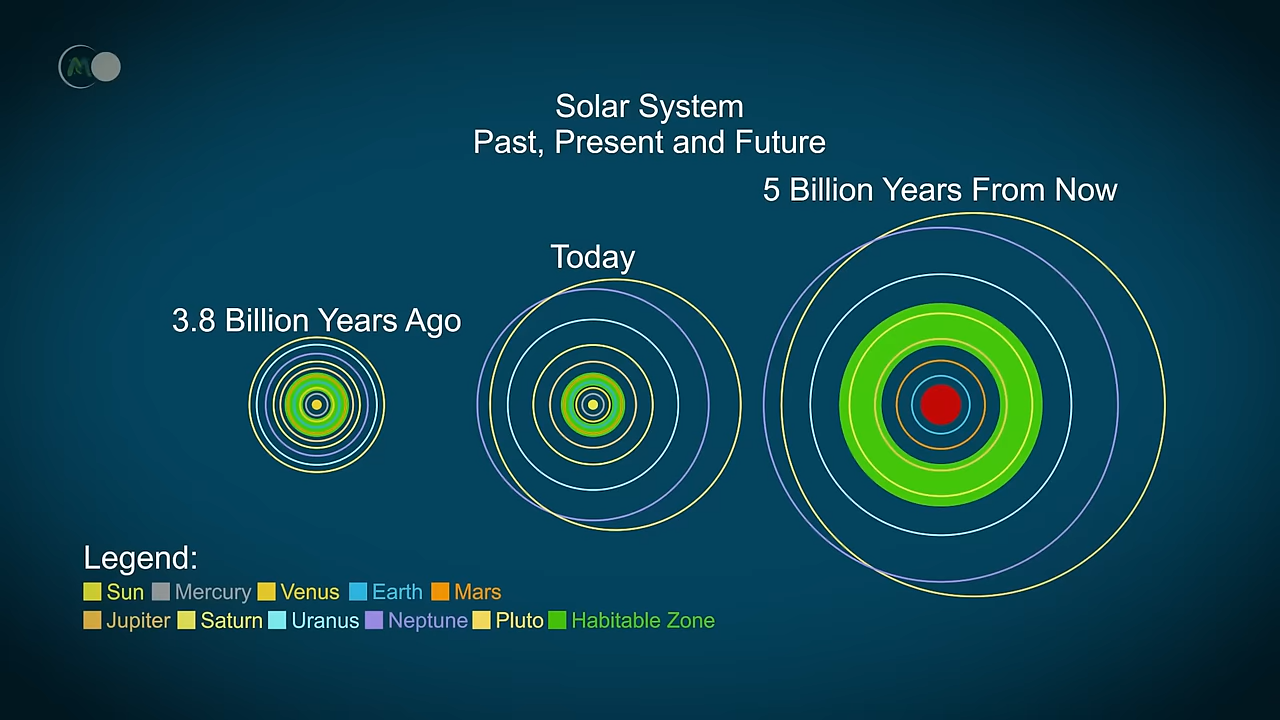 M
Solar System
Past, Present and Future
5 Billion Years From Now
Today
3.8 Billion Years Ago
Legend:
Sun Mercury Venus Earth Mars
Jupiter Saturn Uranus Neptune Pluto Habitable Zone